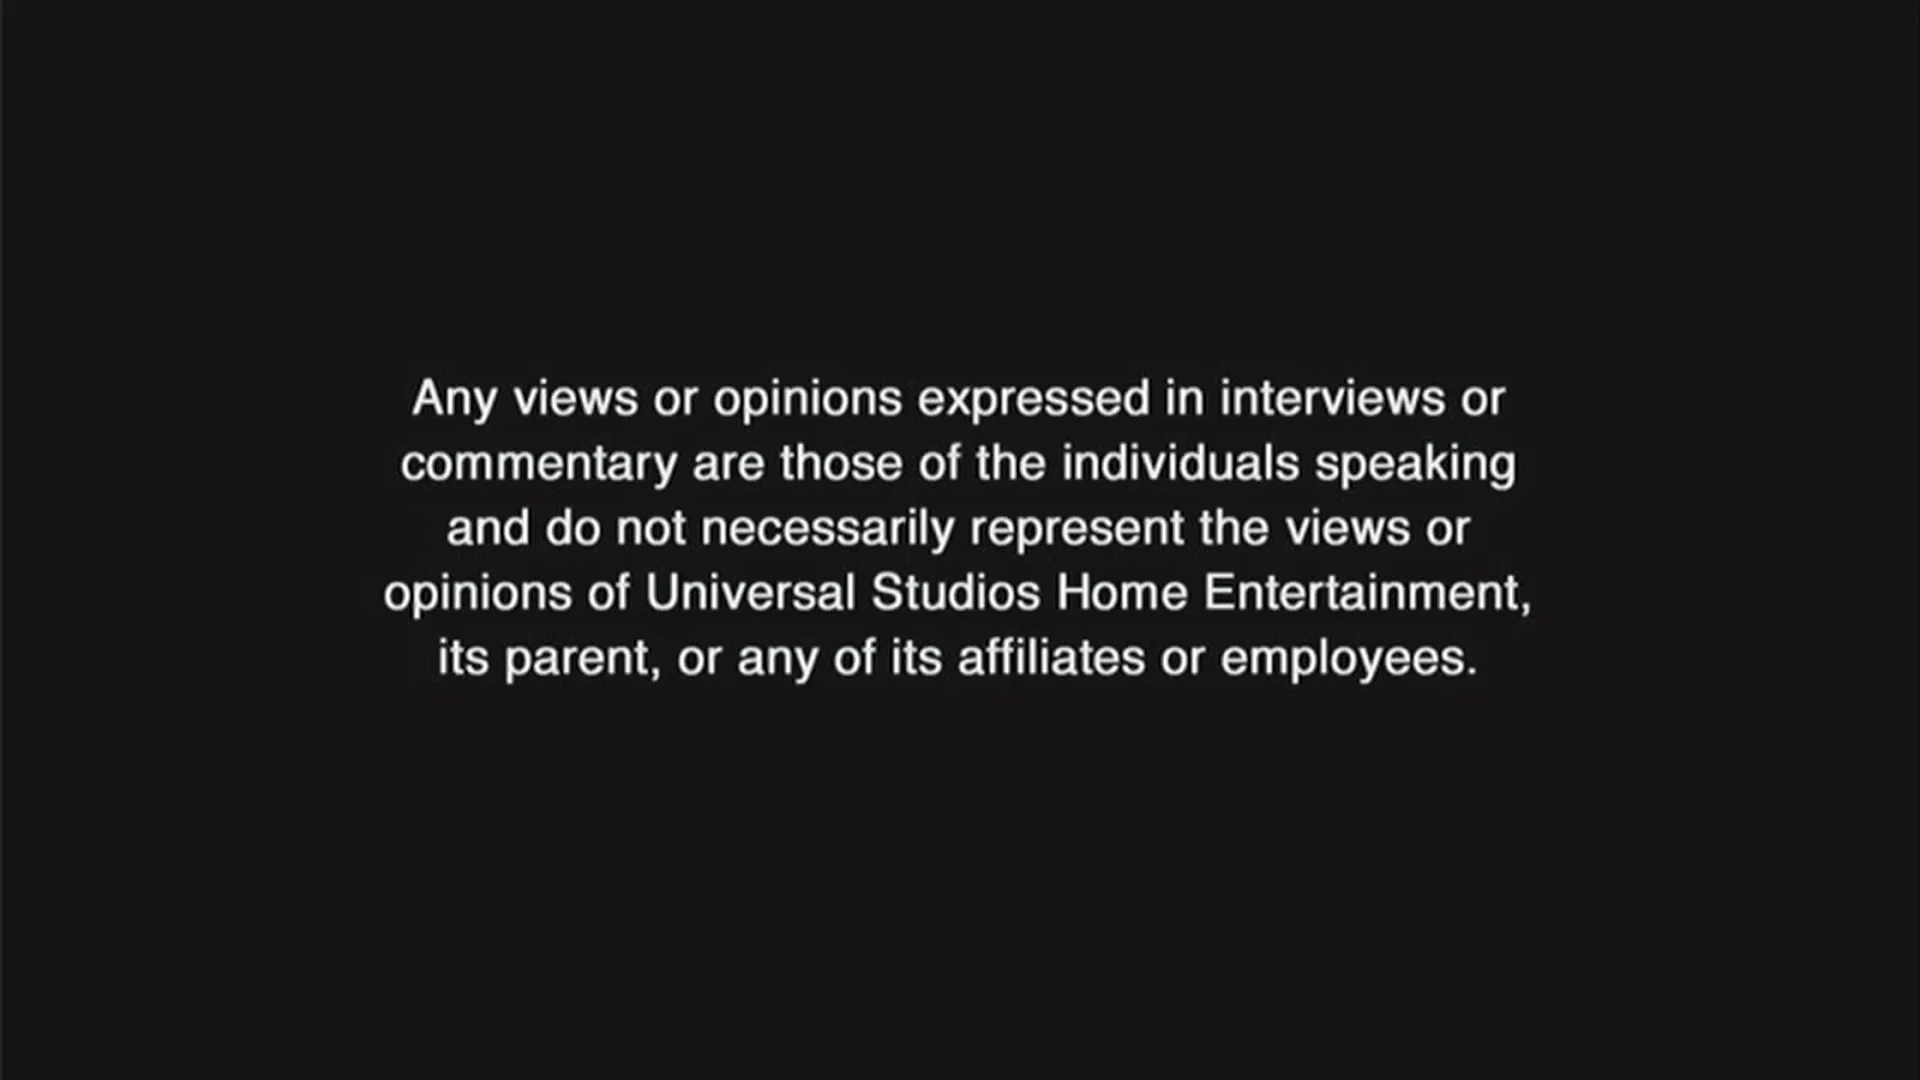 Any views or opinions expressed in interviews or
commentary are those of the individuals speaking
and do not necessarily represent the views or
opinions of Universal Studios Home Entertainment,
its parent, or any of its affiliates or employees.